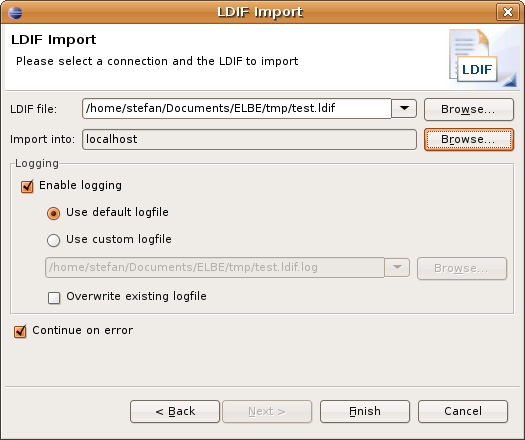 LDIF Import
LDIF Import
Please select a connection and the LDIF to import
LDIF
LDIF file: /home/stefan/Documents/ELBE/tmp/test.ldif Browse...
Import into: localhost Browse...
Logging
Enable logging
Use default logfile
Use custom logfile
/home/stefan/Documents/ELBE/tmp/test.ldif.log Browse...
Overwrite existing logfile
Continue on error
< Back Next > Finish Cancel